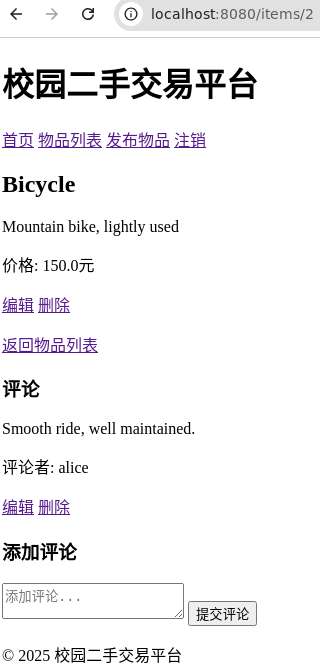 localhost:8080/items/2
校园二手交易平台
首页 物品列表 发布物品 注销
Bicycle
Mountain bike, lightly used
价格: 150.0元
编辑 删除
返回物品列表
评论
Smooth ride, well maintained.
评论者: alice
编辑 删除
添加评论
添加评论...
提交评论
© 2025 校园二手交易平台